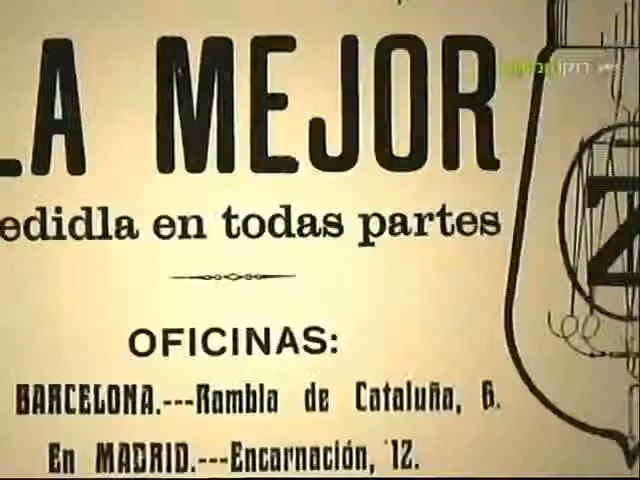 LA MEJOR
edidla en todas partes
OFICINAS:
BARCELONA.---Rambla de Cataluña, 6.
En MADRID.---Encarnación, 12.
N